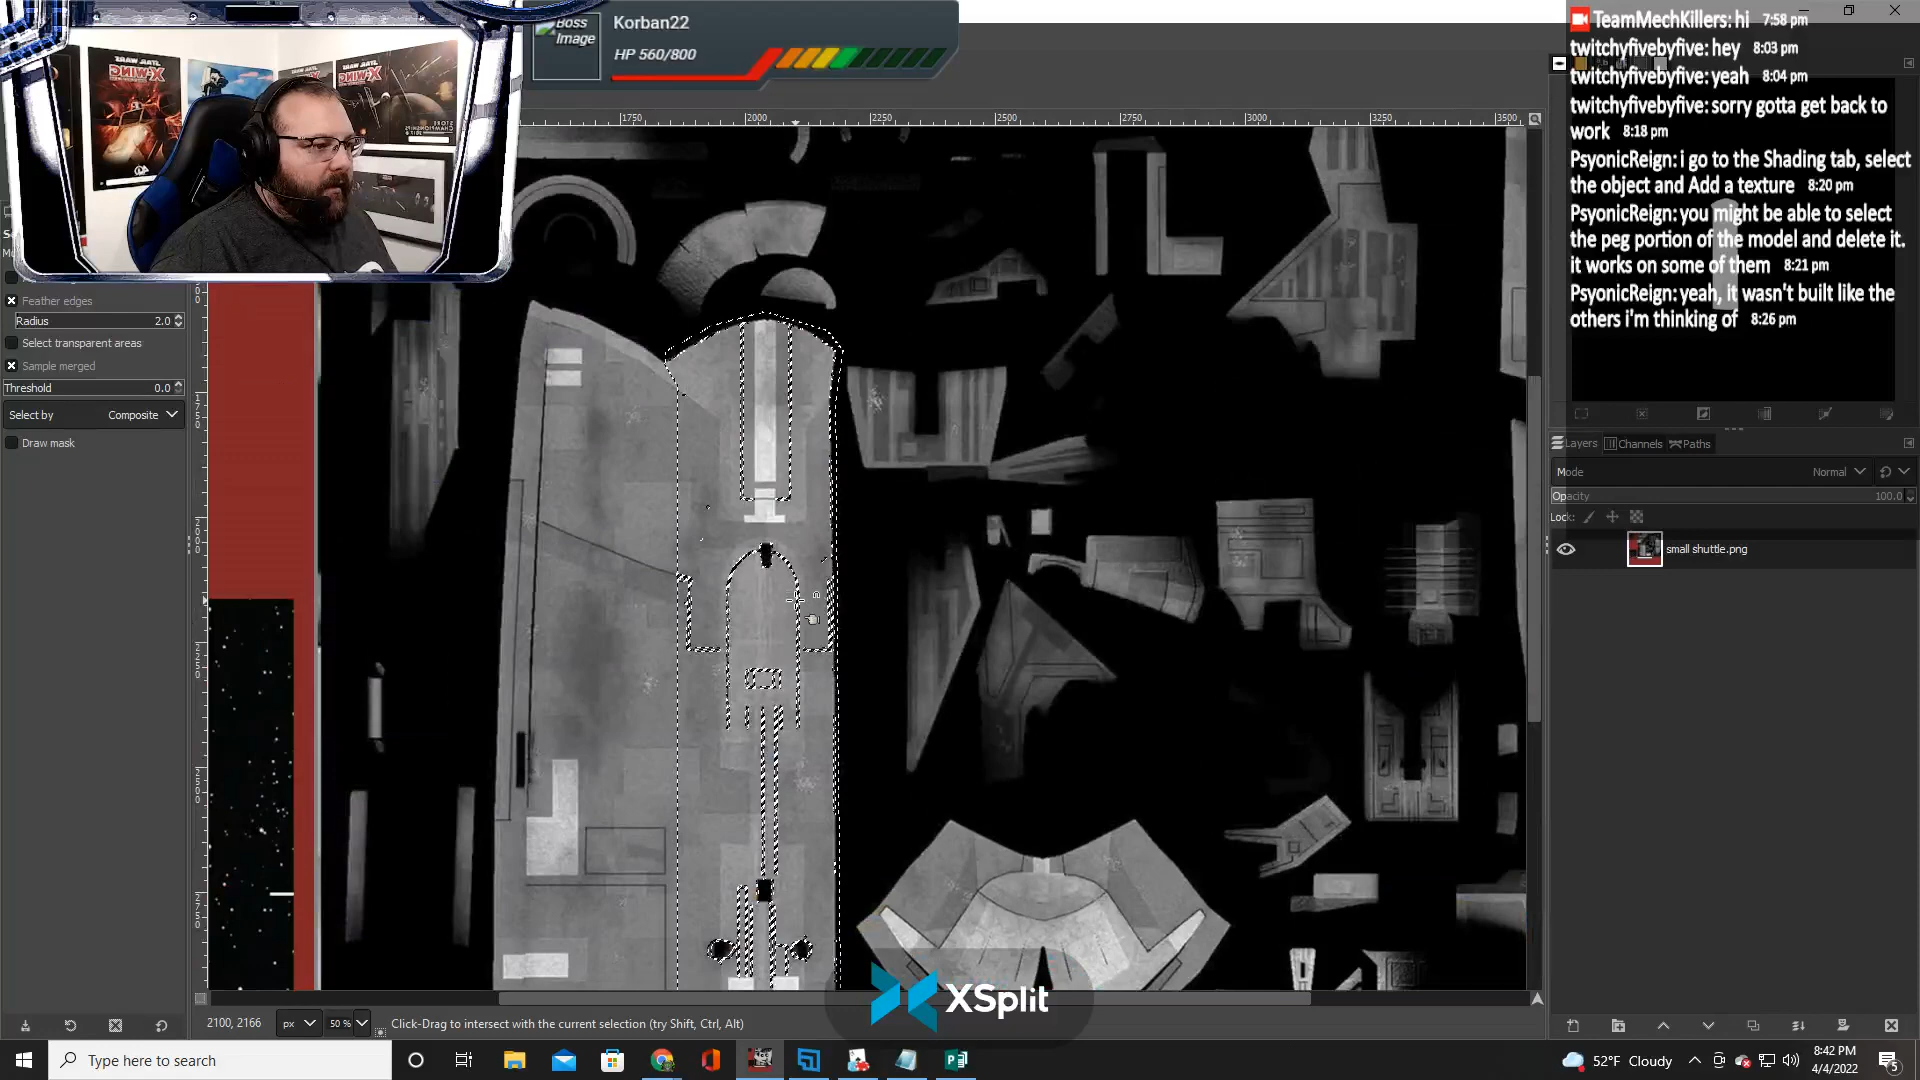 Boss
Image
Korban22
HP 560/800
TeamMechKillers: hi 7:58 pm
twitchyfivebyfive: hey 8:03 pm
twitchyfivebyfive: yeah 8:04 pm
twitchyfivebyfive: sorry gotta get back to
work 8:18 pm
PsyonicReign: i go to the Shading tab, select
the object and Add a texture 8:20 pm
PsyonicReign: you might be able to select
the peg portion of the model and delete it.
it works on some of them 8:21 pm
PsyonicReign: yeah, it wasn't built like the
others i'm thinking of 8:26 pm
1750 2000 2250 2500 2750 3000 3250 3500
Feather edges
Radius 2.0
Select transparent areas
Sample merged
Threshold 0.0
Select by Composite
Draw mask
Layers Channels Paths
Mode Normal
Opacity 100.0
Lock:
small shuttle.png
XSplit
2100, 2166 px 50 % Click-Drag to intersect with the current selection (try Shift, Ctrl, Alt)
Type here to search
52°F Cloudy
8:42 PM
4/4/2022
5